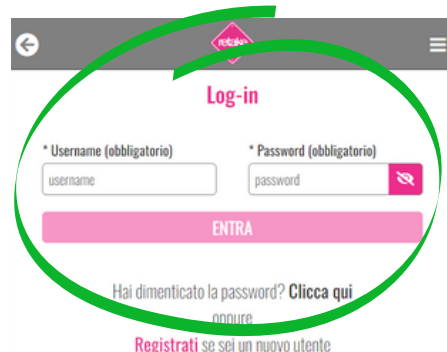 retake
Log-in
* Username (obbligatorio)
* Password (obbligatorio)
username
password
ENTRA
Hai dimenticato la password? Clicca qui
oppure
Registrati se sei un nuovo utente